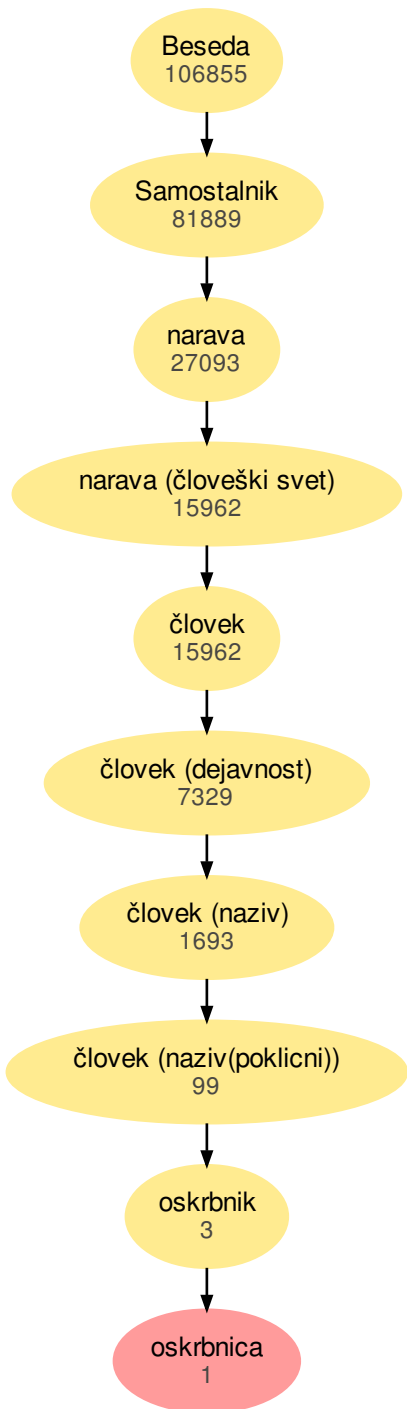 Beseda
106855
Samostalnik
81889
narava
27093
narava (človeški svet)
15962
človek
15962
človek (dejavnost)
7329
človek (naziv)
1693
človek (naziv(poklicni))
99
oskrbnik
3
oskrbnica
1